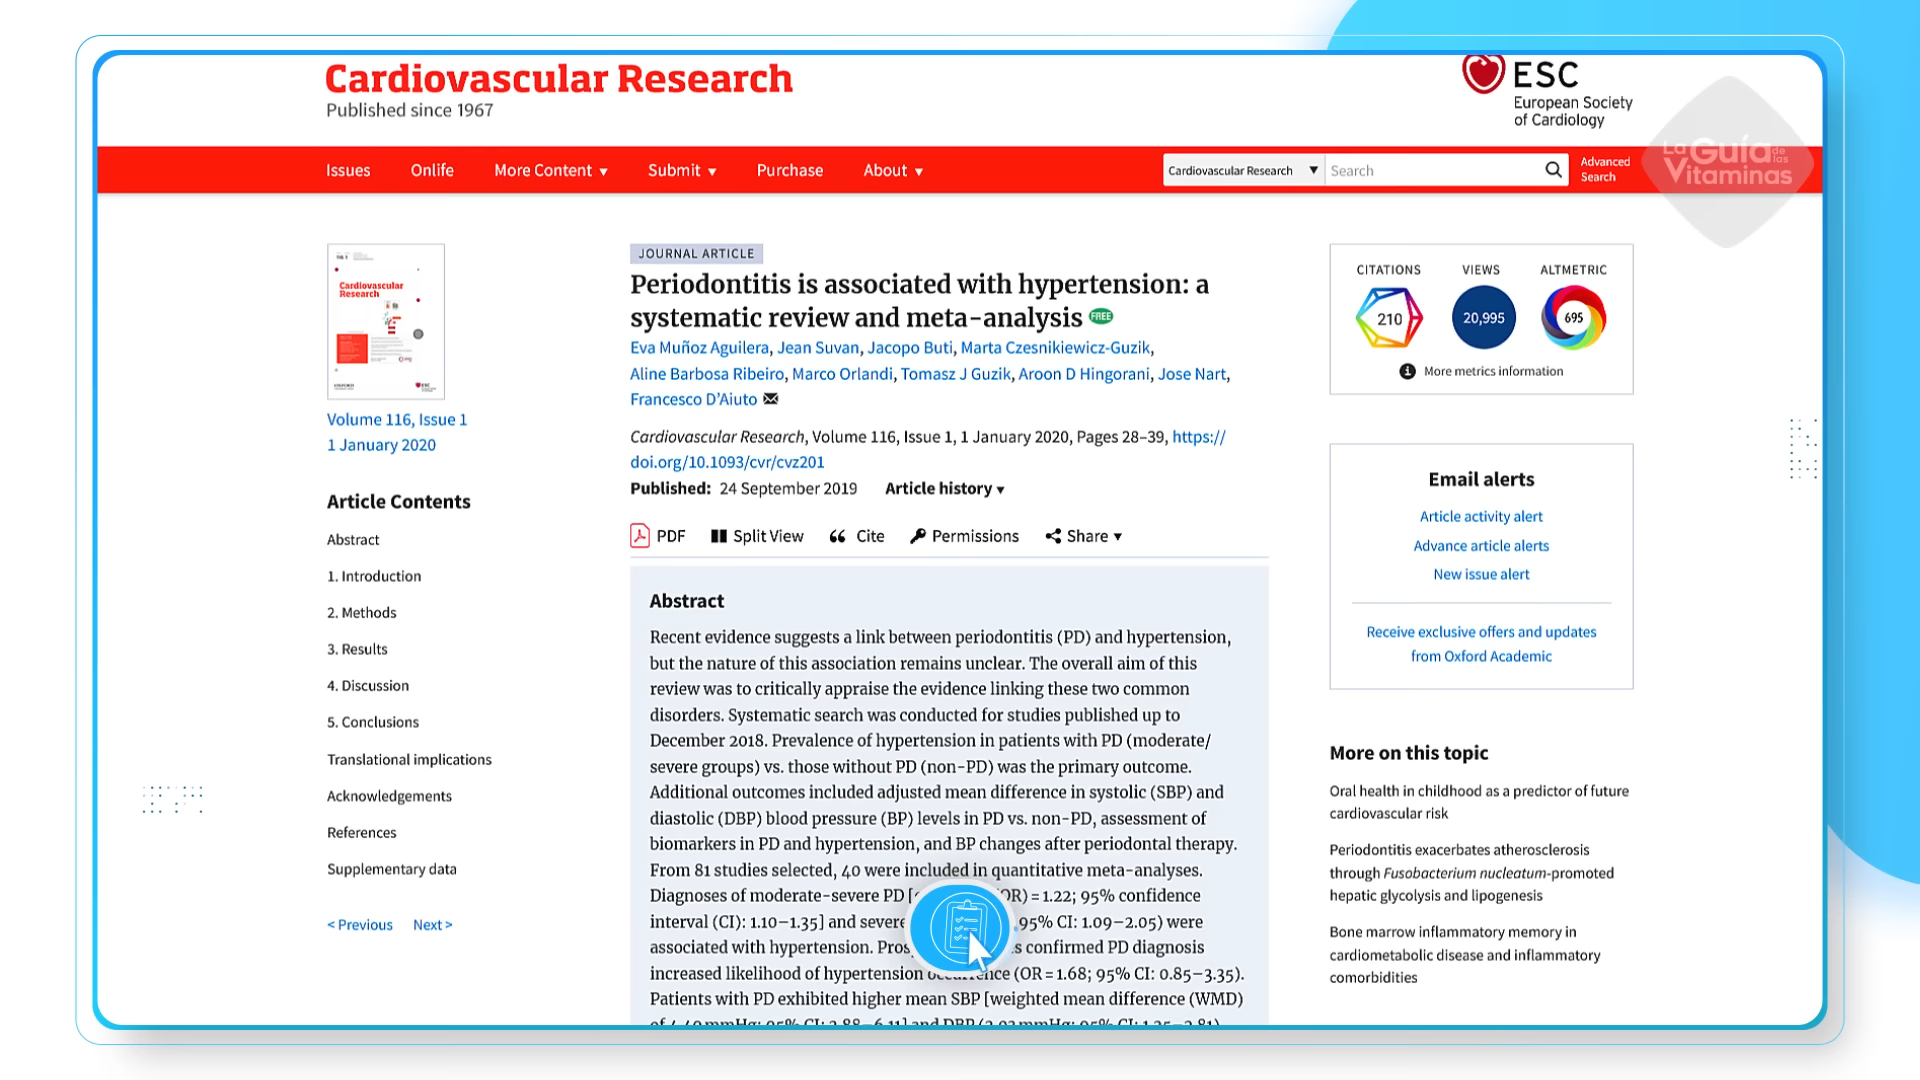 Cardiovascular Research
Published since 1967
ESC
European Society
of Cardiology
La Guía de las
Vitaminas
Issues
Onlife
More Content ▾
Submit ▾
Purchase
About ▾
Cardiovascular Research ▾
Search
Advanced
Search
Cardiovascular
Research
Volume 116, Issue 1
1 January 2020
Article Contents
Abstract
1. Introduction
2. Methods
3. Results
4. Discussion
5. Conclusions
Translational implications
Acknowledgements
References
Supplementary data
< Previous Next >
JOURNAL ARTICLE
Periodontitis is associated with hypertension: a
systematic review and meta-analysis FREE
Eva Muñoz Aguilera, Jean Suvan, Jacopo Buti, Marta Czesnikiewicz-Guzik,
Aline Barbosa Ribeiro, Marco Orlandi, Tomasz J Guzik, Aroon D Hingorani, Jose Nart,
Francesco D'Aiuto
Cardiovascular Research, Volume 116, Issue 1, 1 January 2020, Pages 28–39, https://
doi.org/10.1093/cvr/cvz201
Published: 24 September 2019 Article history ▾
PDF Split View Cite Permissions Share ▾
Abstract
Recent evidence suggests a link between periodontitis (PD) and hypertension,
but the nature of this association remains unclear. The overall aim of this
review was to critically appraise the evidence linking these two common
disorders. Systematic search was conducted for studies published up to
December 2018. Prevalence of hypertension in patients with PD (moderate/
severe groups) vs. those without PD (non-PD) was the primary outcome.
Additional outcomes included adjusted mean difference in systolic (SBP) and
diastolic (DBP) blood pressure (BP) levels in PD vs. non-PD, assessment of
biomarkers in PD and hypertension, and BP changes after periodontal therapy.
From 81 studies selected, 40 were included in quantitative meta-analyses.
Diagnoses of moderate-severe PD [ OR) = 1.22; 95% confidence
interval (CI): 1.10–1.35] and severe 95% CI: 1.09–2.05) were
associated with hypertension. confirmed PD diagnosis
increased likelihood of hypertension occurrence (OR = 1.68; 95% CI: 0.85–3.35).
Patients with PD exhibited higher mean SBP [weighted mean difference (WMD)
CITATIONS VIEWS ALTMETRIC
210 20,995 695
More metrics information
Email alerts
Article activity alert
Advance article alerts
New issue alert
Receive exclusive offers and updates
from Oxford Academic
More on this topic
Oral health in childhood as a predictor of future
cardiovascular risk
Periodontitis exacerbates atherosclerosis
through Fusobacterium nucleatum-promoted
hepatic glycolysis and lipogenesis
Bone marrow inflammatory memory in
cardiometabolic disease and inflammatory
comorbidities